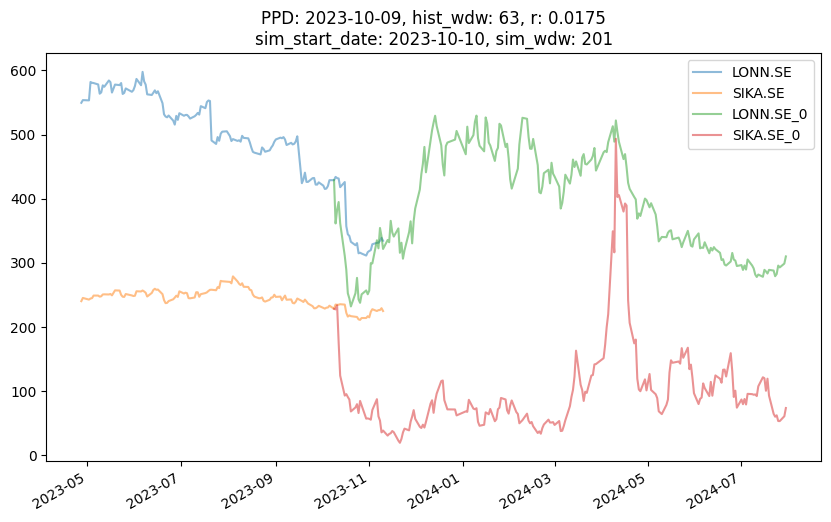 PPD: 2023-10-09, hist_wdw: 63, r: 0.0175
sim_start_date: 2023-10-10, sim_wdw: 201
LONN.SE
SIKA.SE
LONN.SE_0
SIKA.SE_0
600
500
400
300
200
100
0
2023-05
2023-07
2023-09
2023-11
2024-01
2024-03
2024-05
2024-07